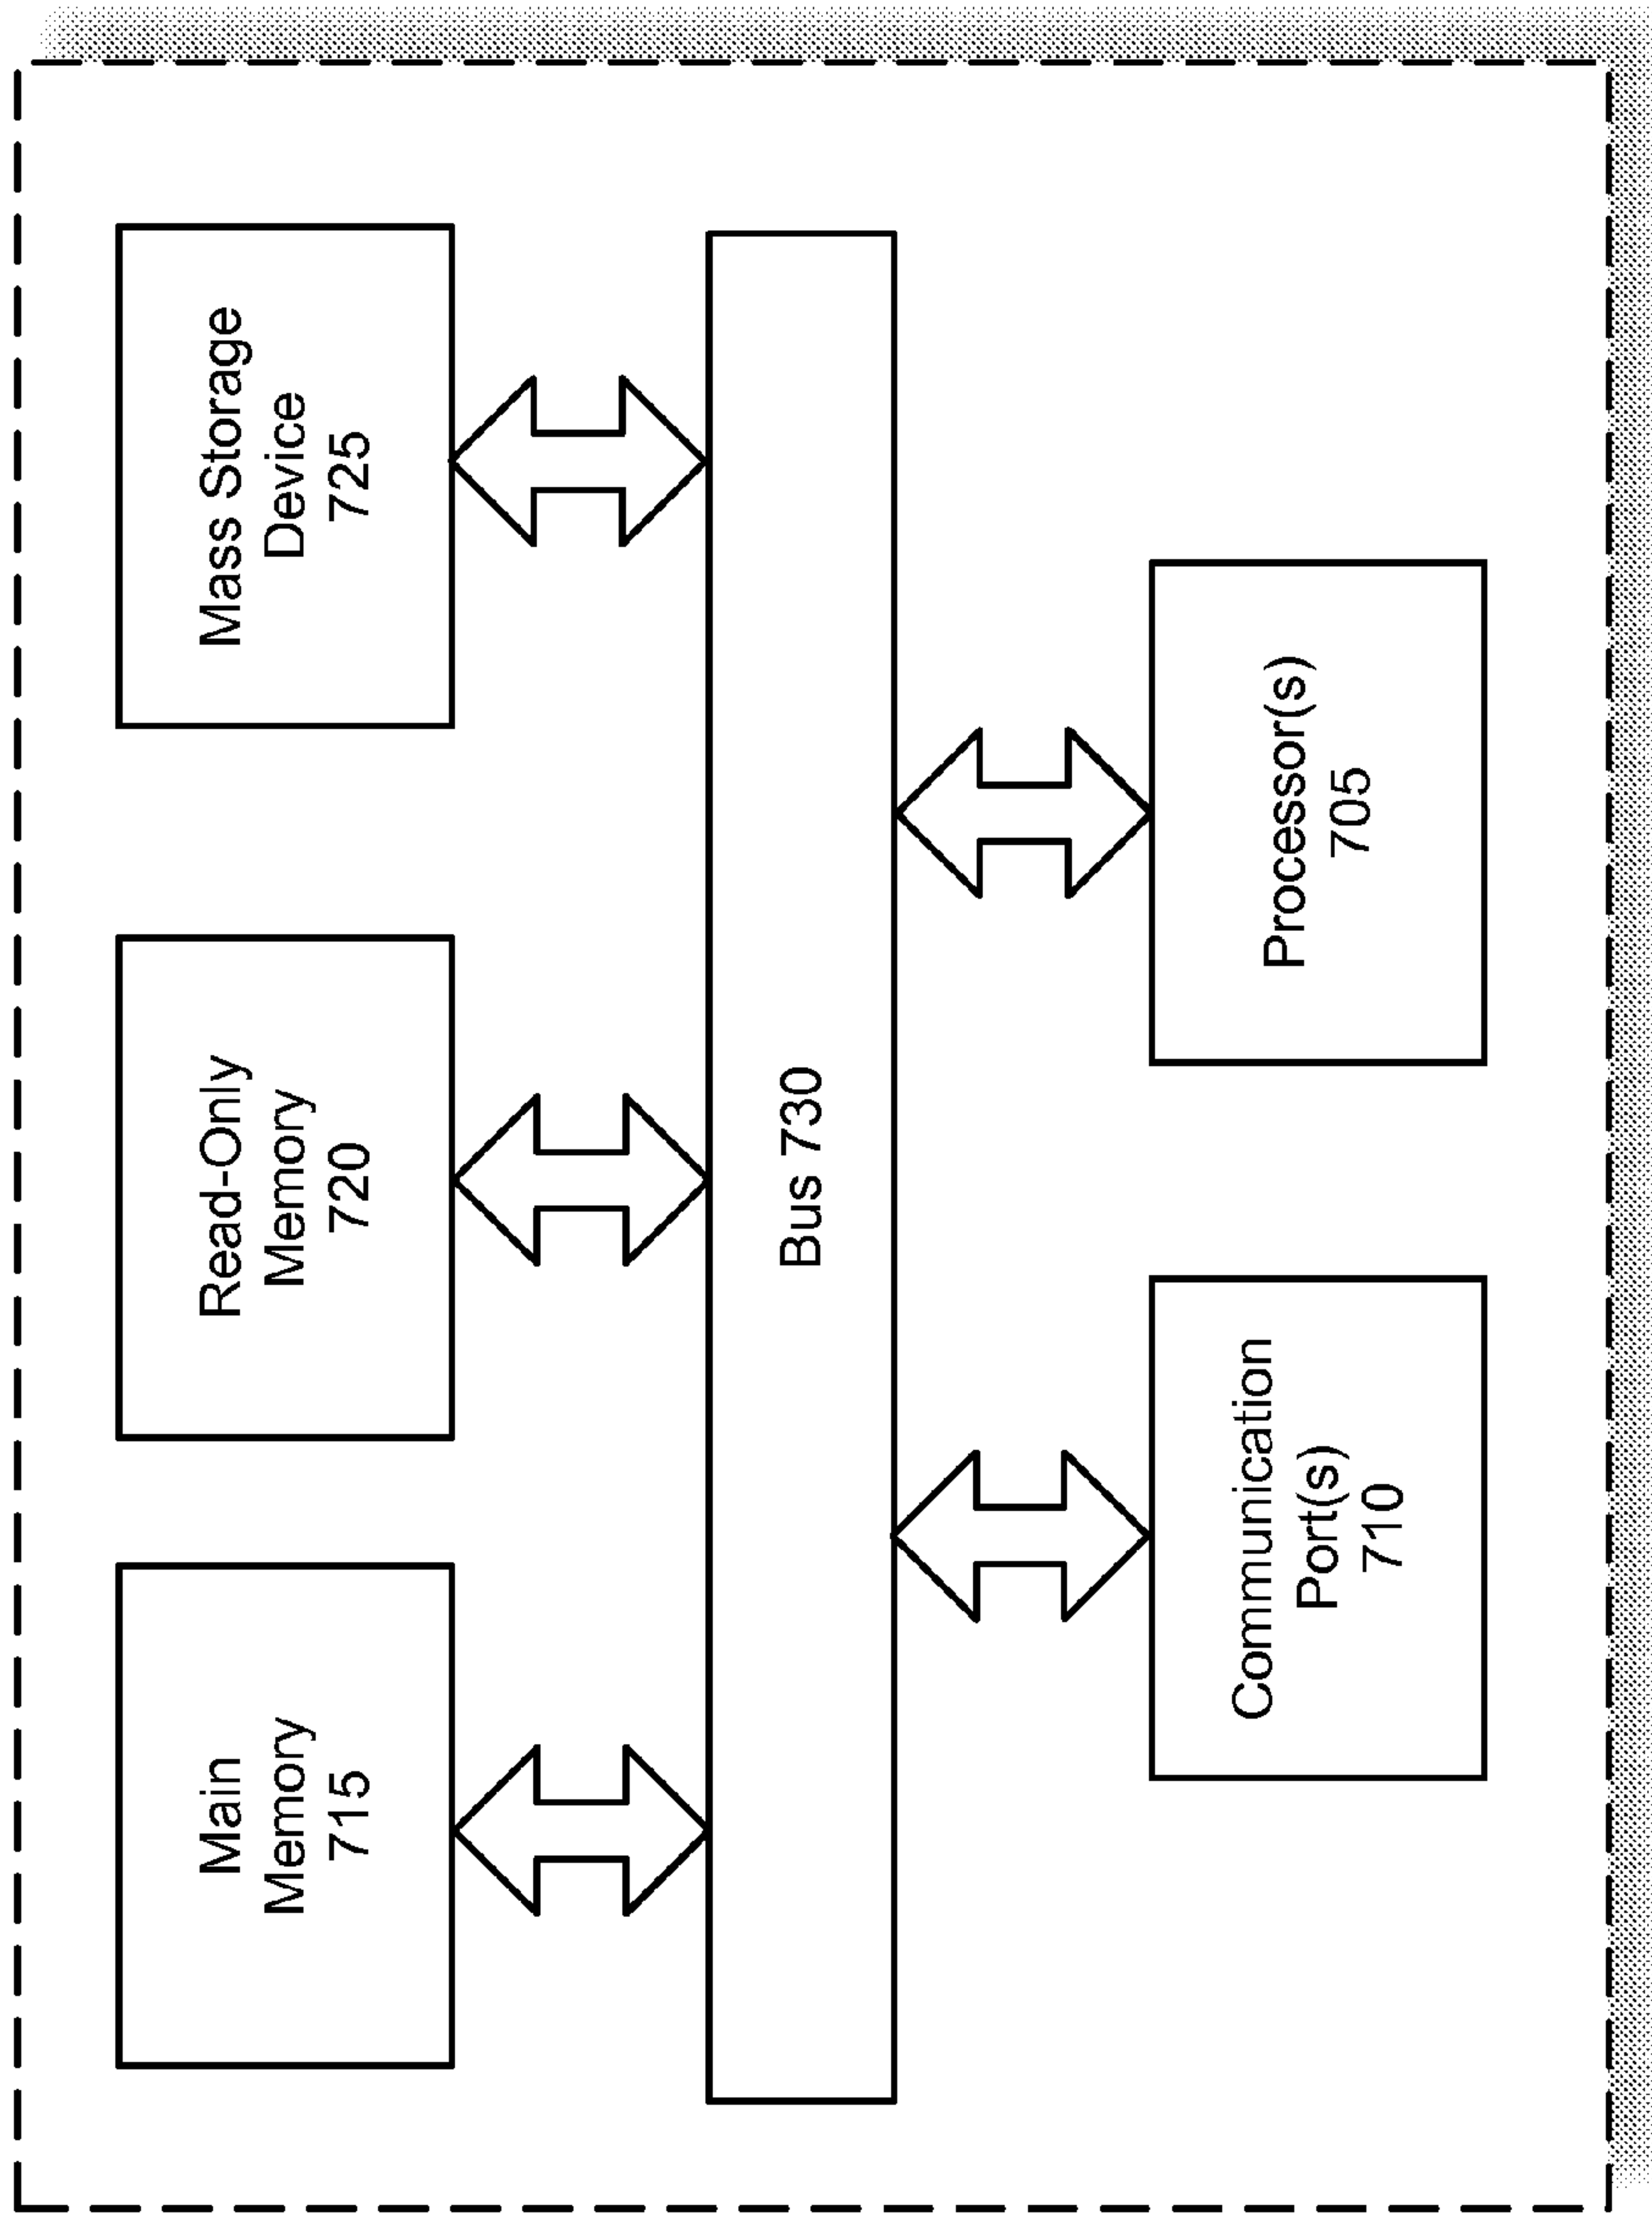 Main
Memory
715
Read-Only
Memory
720
Mass Storage
Device
725
Bus 730
Communication
Port(s)
710
Processor(s)
705